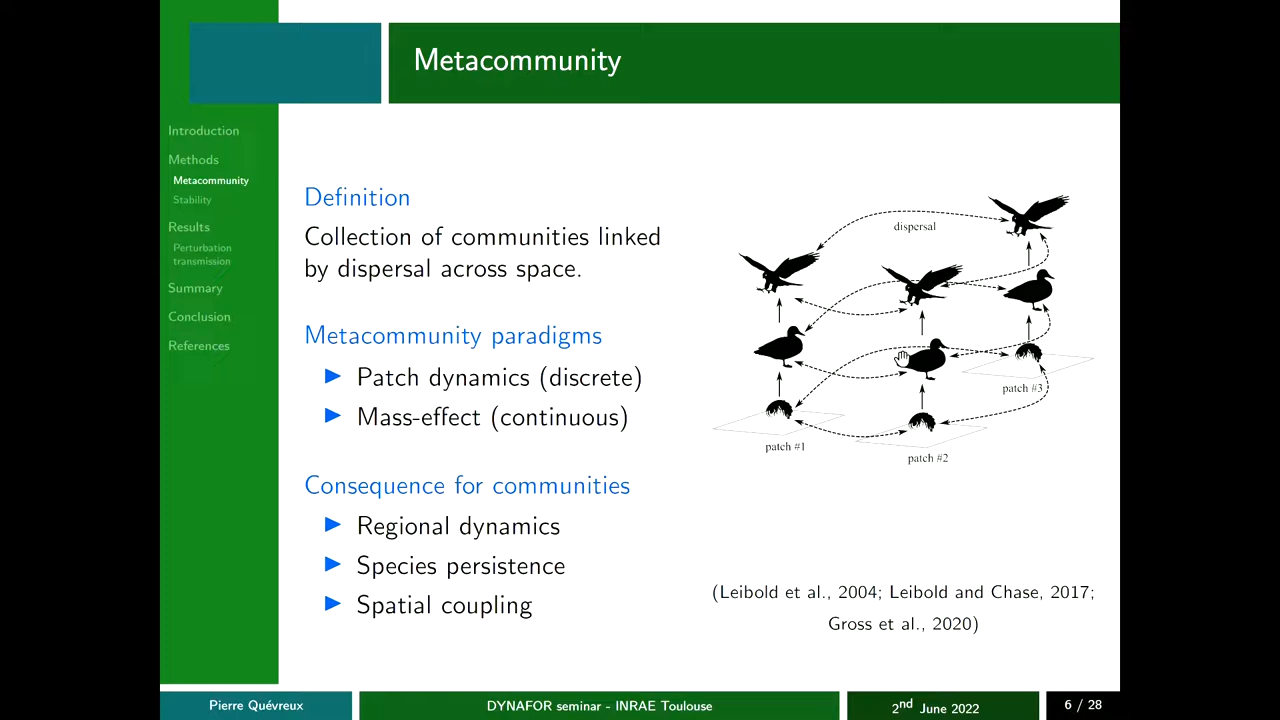 Metacommunity
Introduction
Methods
Metacommunity
Stability
Results
Perturbation
transmission
Summary
Conclusion
References
Definition
Collection of communities linked
by dispersal across space.
Metacommunity paradigms
Patch dynamics (discrete)
Mass-effect (continuous)
Consequence for communities
Regional dynamics
Species persistence
Spatial coupling
dispersal
patch #3
patch #1
patch #2
(Leibold et al., 2004; Leibold and Chase, 2017;
Gross et al., 2020)
Pierre Quévreux
DYNAFOR seminar - INRAE Toulouse
2nd June 2022
6 / 28